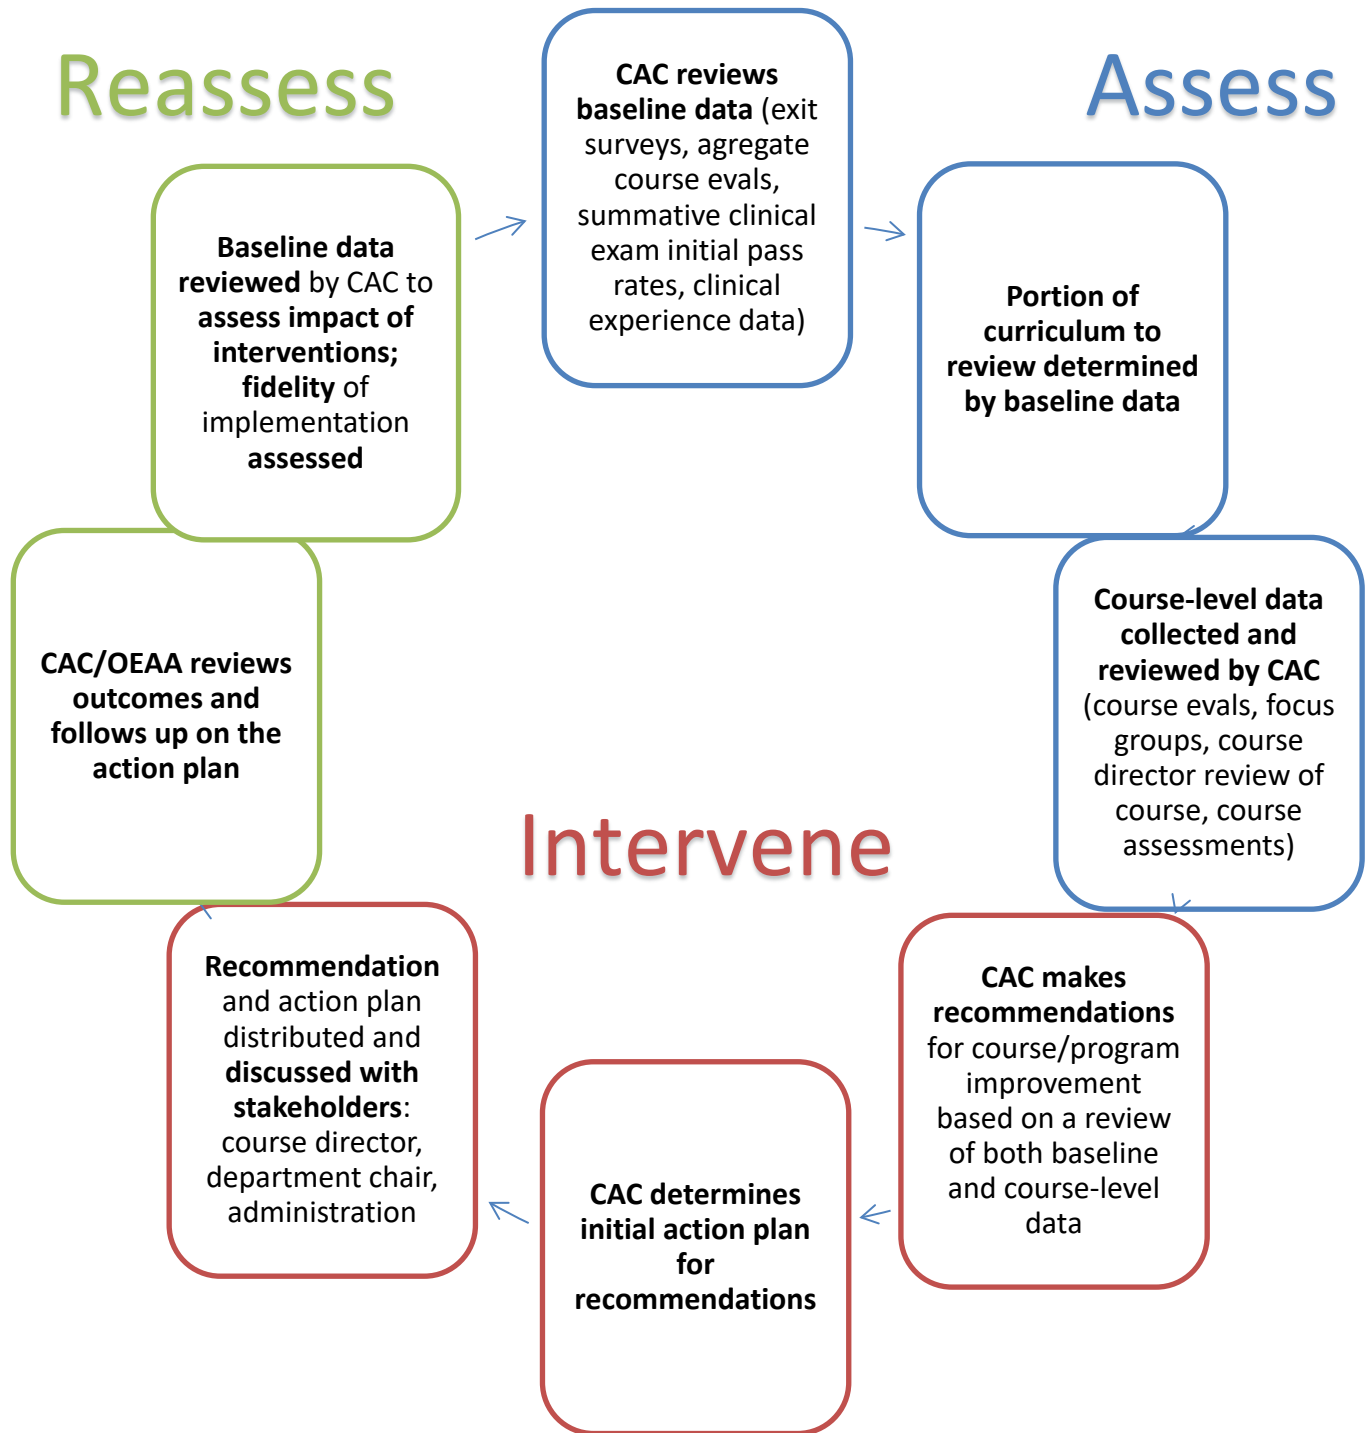 Reassess
Assess
CAC reviews
baseline data (exit
surveys, agregate
course evals,
summative clinical
exam initial pass
rates, clinical
experience data)
Portion of
curriculum to
review determined
by baseline data
Course-level data
collected and
reviewed by CAC
(course evals, focus
groups, course
director review of
course, course
assessments)
Intervene
CAC makes
recommendations
for course/program
improvement
based on a review
of both baseline
and course-level
data
CAC determines
initial action plan
for
recommendations
Recommendation
and action plan
distributed and
discussed with
stakeholders:
course director,
department chair,
administration
CAC/OEAA reviews
outcomes and
follows up on the
action plan
Baseline data
reviewed by CAC to
assess impact of
interventions;
fidelity of
implementation
assessed